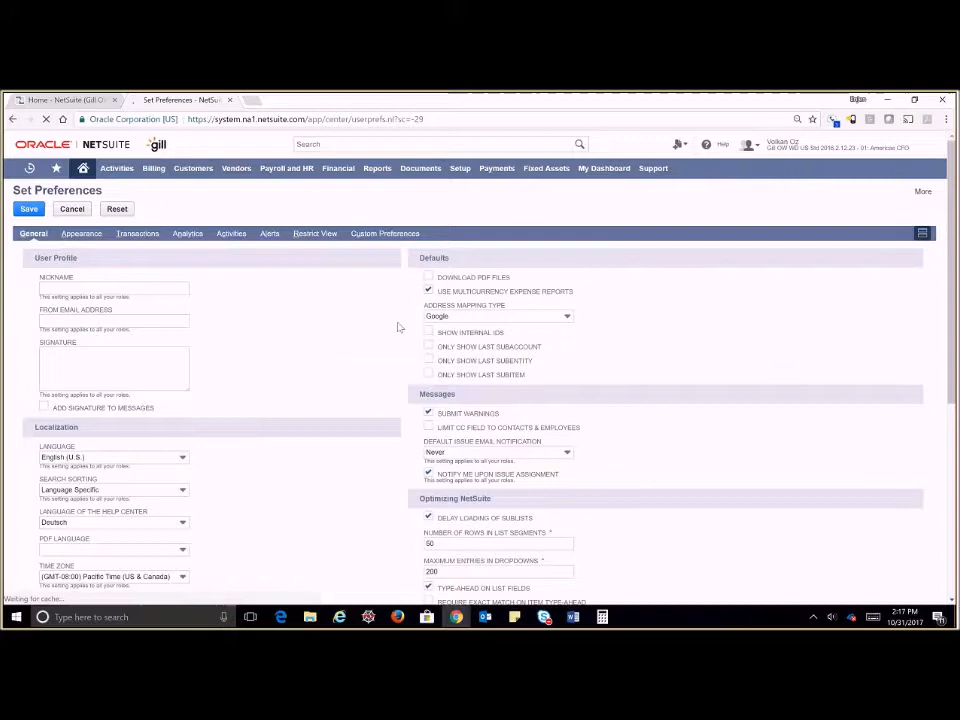 Home - NetSuite (Gill O
Set Preferences - NetSui
Oracle Corporation [US]
https://system.na1.netsuite.com/app/center/userprefs.nl?sc=-29
ORACLE NETSUITE gill
Search
Help
Volkan Oz
Gill OW WD US Std 2016.2.12.23 - 01: Americas CFO
Activities Billing Customers Vendors Payroll and HR Financial Reports Documents Setup Payments Fixed Assets My Dashboard Support
Set Preferences
More
Save Cancel Reset
General Appearance Transactions Analytics Activities Alerts Restrict View Custom Preferences
User Profile
NICKNAME
This setting applies to all your roles.
FROM EMAIL ADDRESS
This setting applies to all your roles.
SIGNATURE
This setting applies to all your roles.
ADD SIGNATURE TO MESSAGES
Localization
LANGUAGE
English (U.S.)
This setting applies to all your roles.
SEARCH SORTING
Language Specific
This setting applies to all your roles.
LANGUAGE OF THE HELP CENTER
Deutsch
PDF LANGUAGE
TIME ZONE
(GMT-08:00) Pacific Time (US & Canada)
This setting applies to all your roles.
Defaults
DOWNLOAD PDF FILES
USE MULTICURRENCY EXPENSE REPORTS
ADDRESS MAPPING TYPE
Google
SHOW INTERNAL IDS
ONLY SHOW LAST SUBACCOUNT
ONLY SHOW LAST SUBENTITY
ONLY SHOW LAST SUBITEM
Messages
SUBMIT WARNINGS
LIMIT CC FIELD TO CONTACTS & EMPLOYEES
DEFAULT ISSUE EMAIL NOTIFICATION
Never
This setting applies to all your roles.
NOTIFY ME UPON ISSUE ASSIGNMENT
This setting applies to all your roles.
Optimizing NetSuite
DELAY LOADING OF SUBLISTS
NUMBER OF ROWS IN LIST SEGMENTS *
50
MAXIMUM ENTRIES IN DROPDOWNS *
200
TYPE-AHEAD ON LIST FIELDS
REQUIRE EXACT MATCH ON ITEM TYPE-AHEAD
Waiting for cache...
Type here to search
2:17 PM
10/31/2017